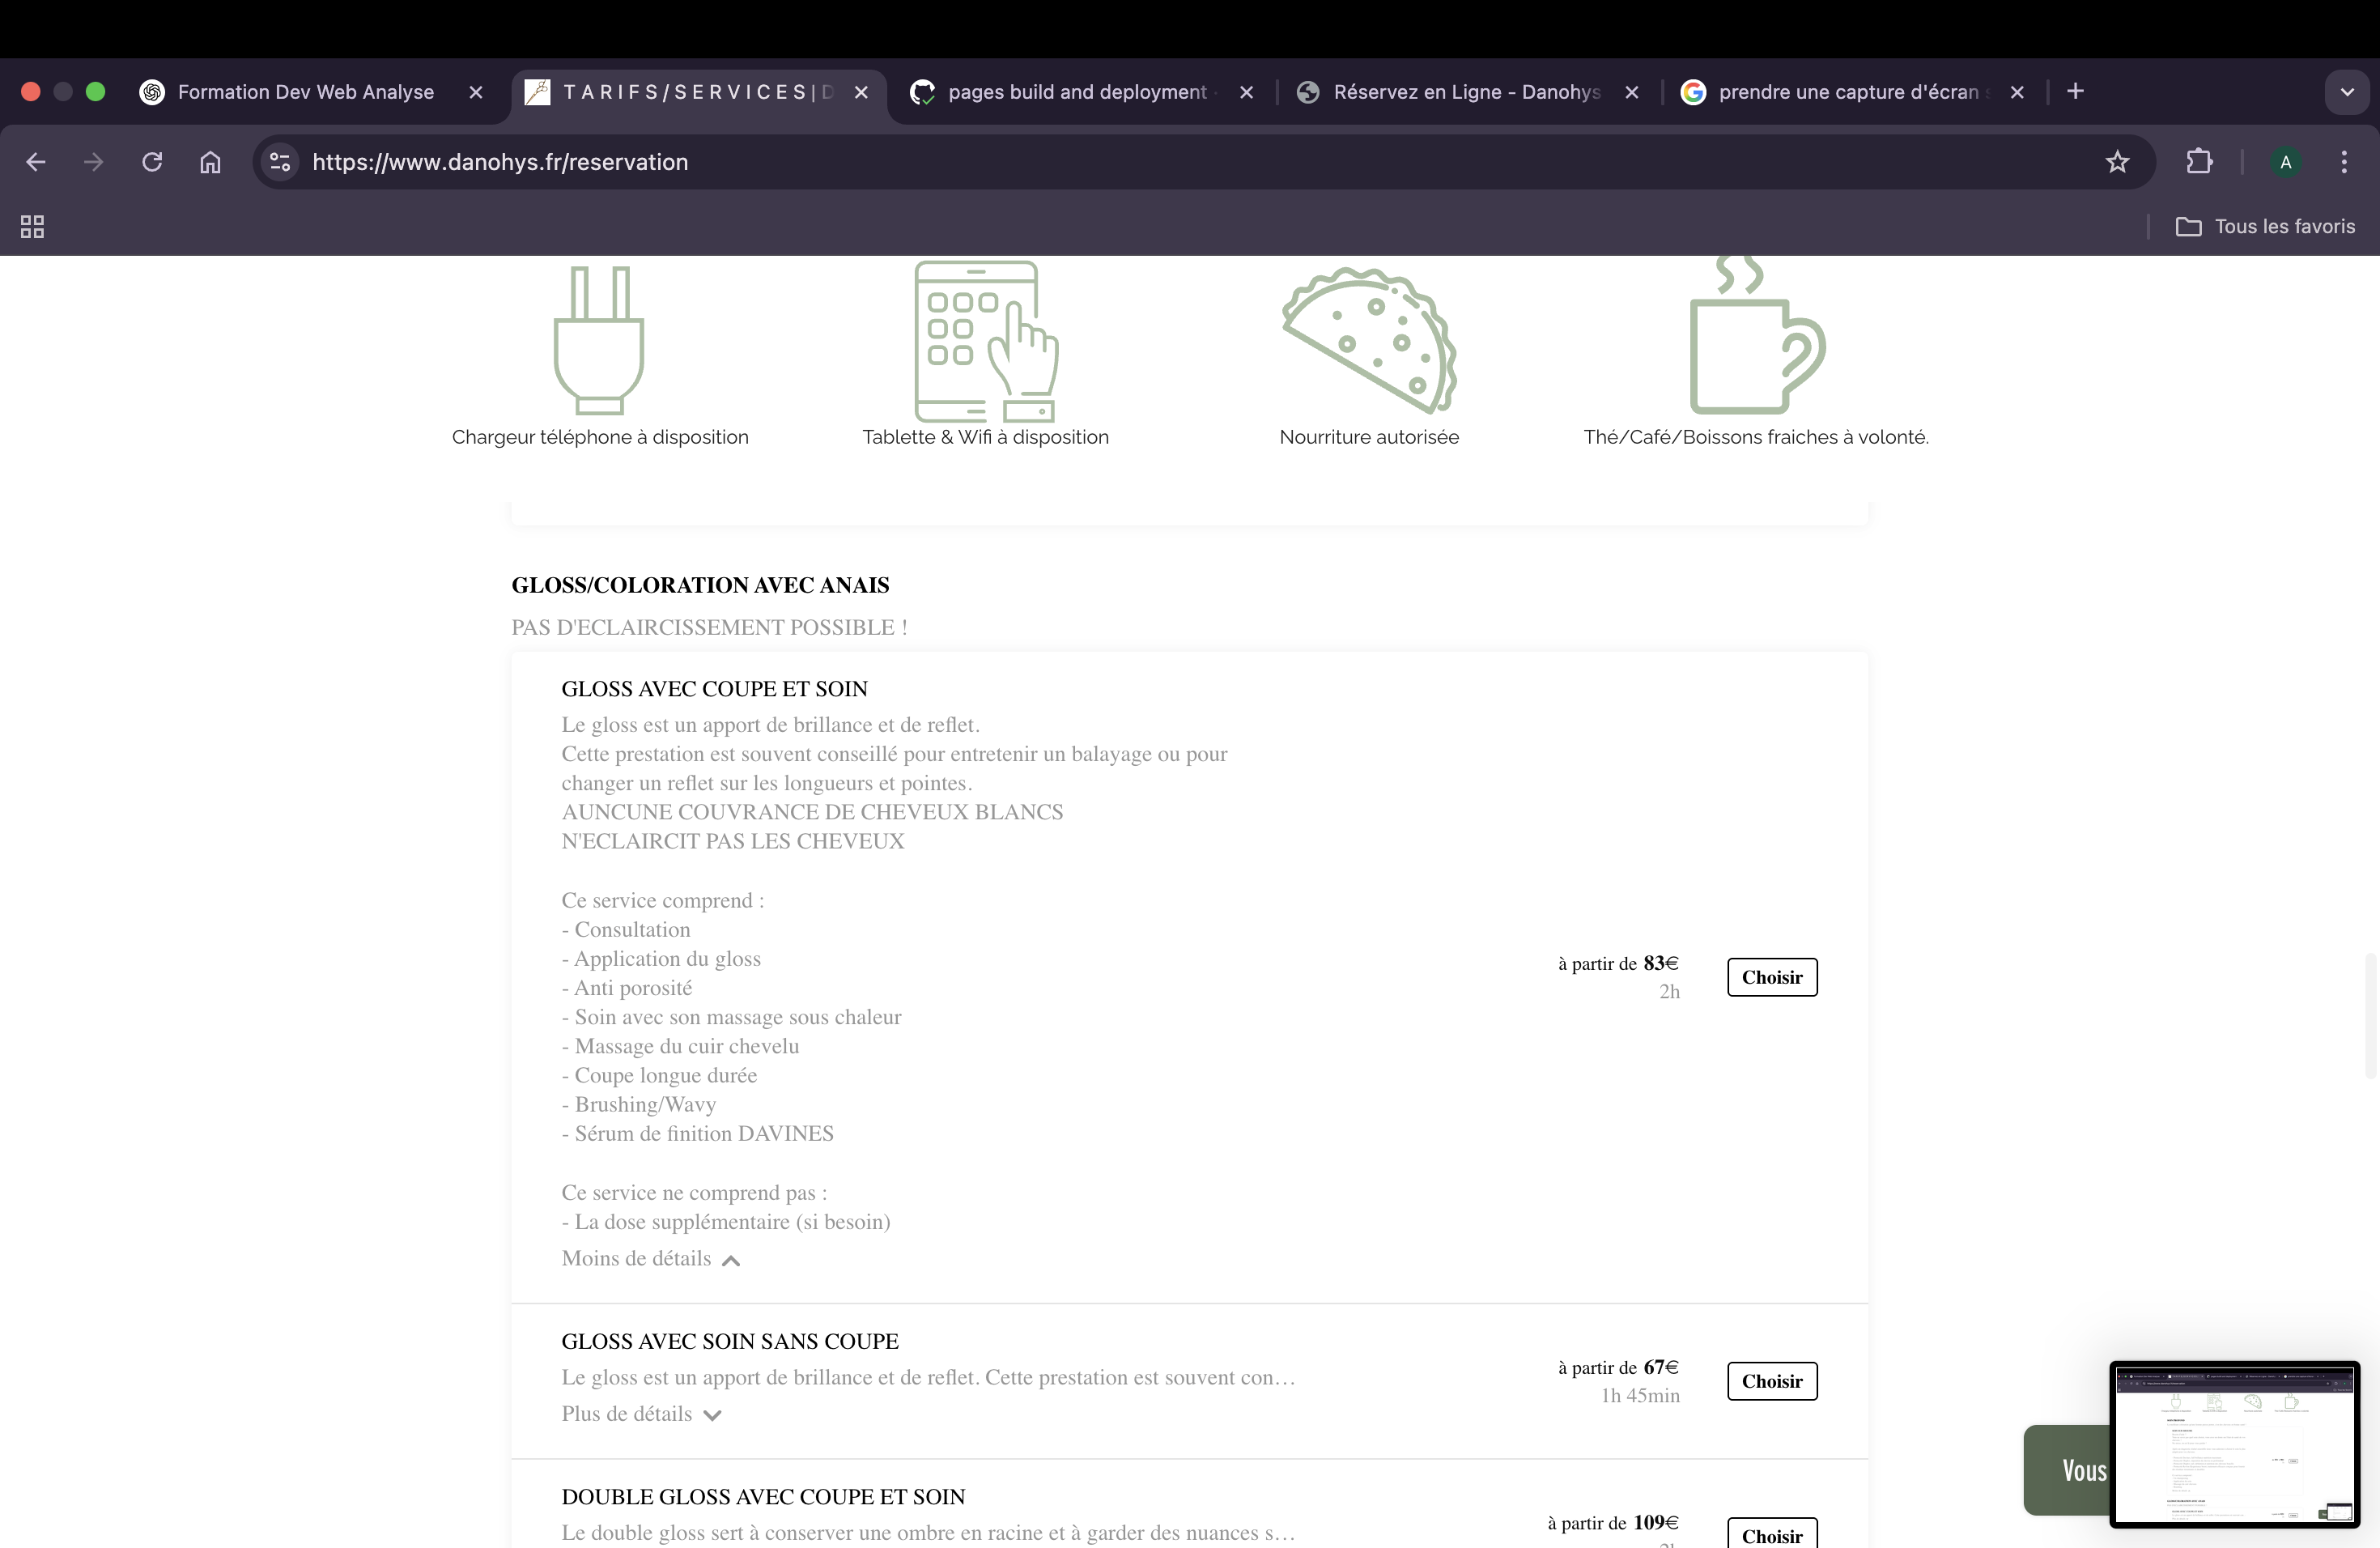 Formation Dev Web Analyse
T A R I F S / S E R V I C E S | D
pages build and deployment
Réservez en Ligne - Danohys
prendre une capture d'écran
https://www.danohys.fr/reservation
A
Tous les favoris
Chargeur téléphone à disposition
Tablette & Wifi à disposition
Nourriture autorisée
Thé/Café/Boissons fraiches à volonté.
GLOSS/COLORATION AVEC ANAIS
PAS D'ECLAIRCISSEMENT POSSIBLE !
GLOSS AVEC COUPE ET SOIN
Le gloss est un apport de brillance et de reflet.
Cette prestation est souvent conseillé pour entretenir un balayage ou pour
changer un reflet sur les longueurs et pointes.
AUNCUNE COUVRANCE DE CHEVEUX BLANCS
N'ECLAIRCIT PAS LES CHEVEUX
Ce service comprend :
- Consultation
- Application du gloss
- Anti porosité
- Soin avec son massage sous chaleur
- Massage du cuir chevelu
- Coupe longue durée
- Brushing/Wavy
- Sérum de finition DAVINES
Ce service ne comprend pas :
- La dose supplémentaire (si besoin)
Moins de détails
à partir de 83€
2h
Choisir
GLOSS AVEC SOIN SANS COUPE
Le gloss est un apport de brillance et de reflet. Cette prestation est souvent con…
Plus de détails
à partir de 67€
1h 45min
Choisir
DOUBLE GLOSS AVEC COUPE ET SOIN
Le double gloss sert à conserver une ombre en racine et à garder des nuances s…
à partir de 109€
Choisir
Vous